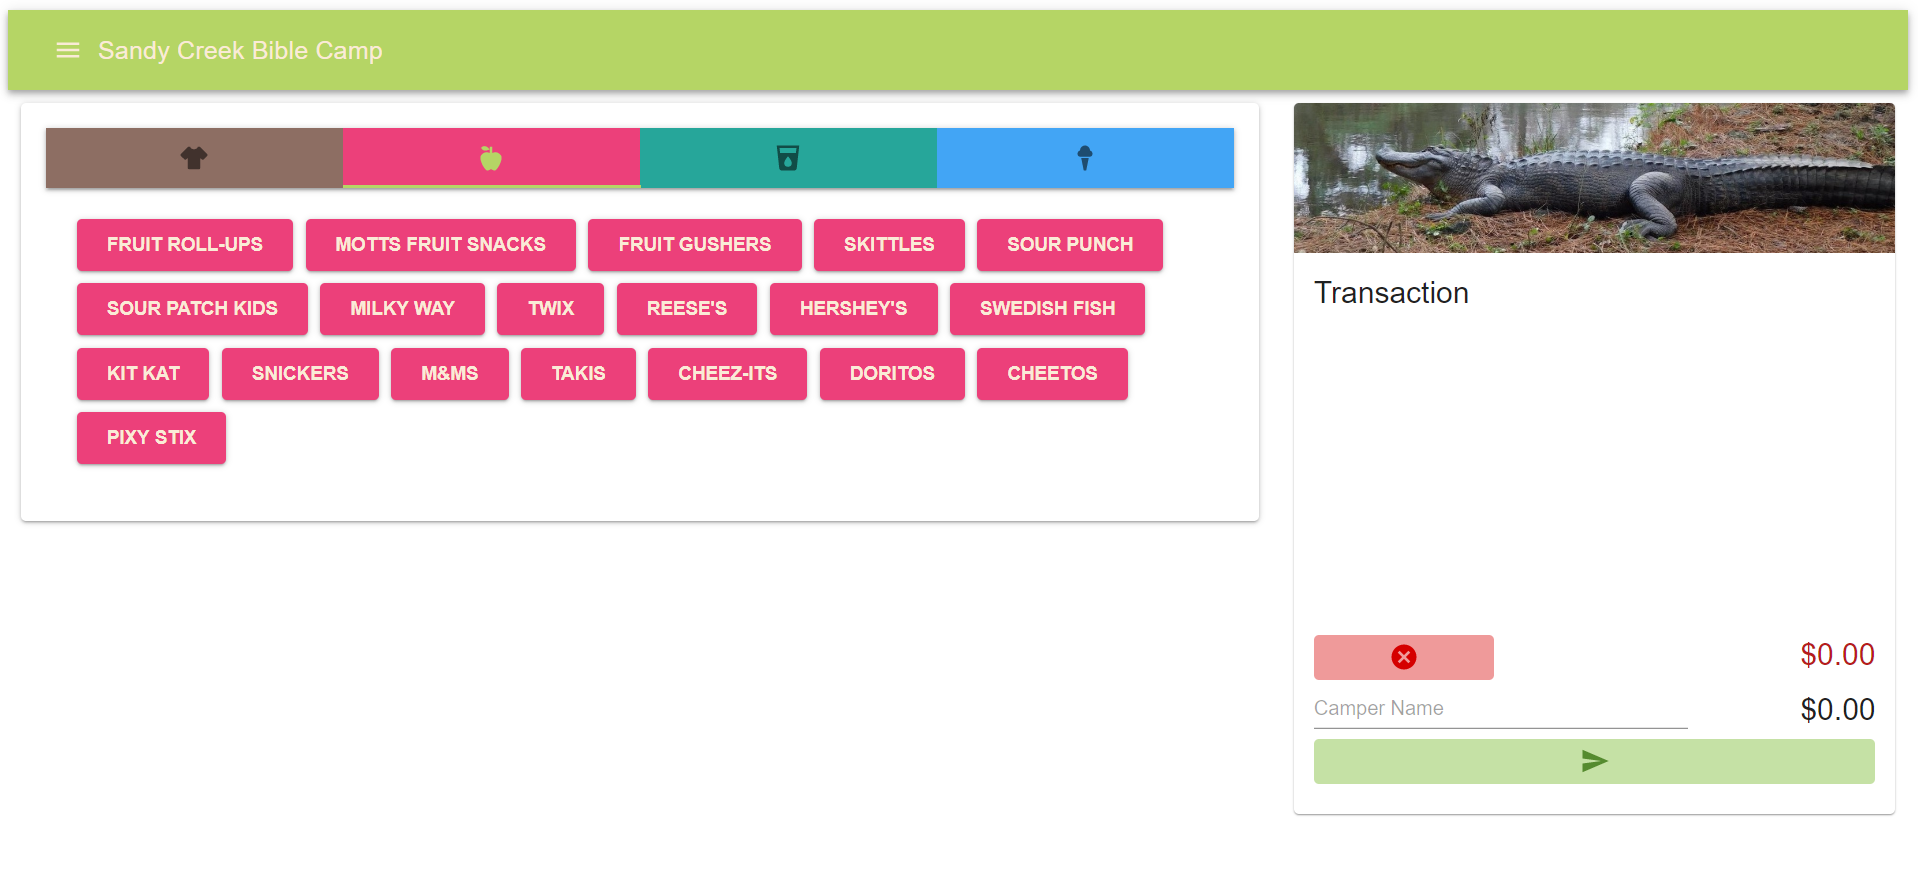 Sandy Creek Bible Camp
FRUIT ROLL-UPS MOTTS FRUIT SNACKS FRUIT GUSHERS SKITTLES SOUR PUNCH
SOUR PATCH KIDS MILKY WAY TWIX REESE'S HERSHEY'S SWEDISH FISH
KIT KAT SNICKERS M&MS TAKIS CHEEZ-ITS DORITOS CHEETOS
PIXY STIX
Transaction
$0.00
Camper Name $0.00